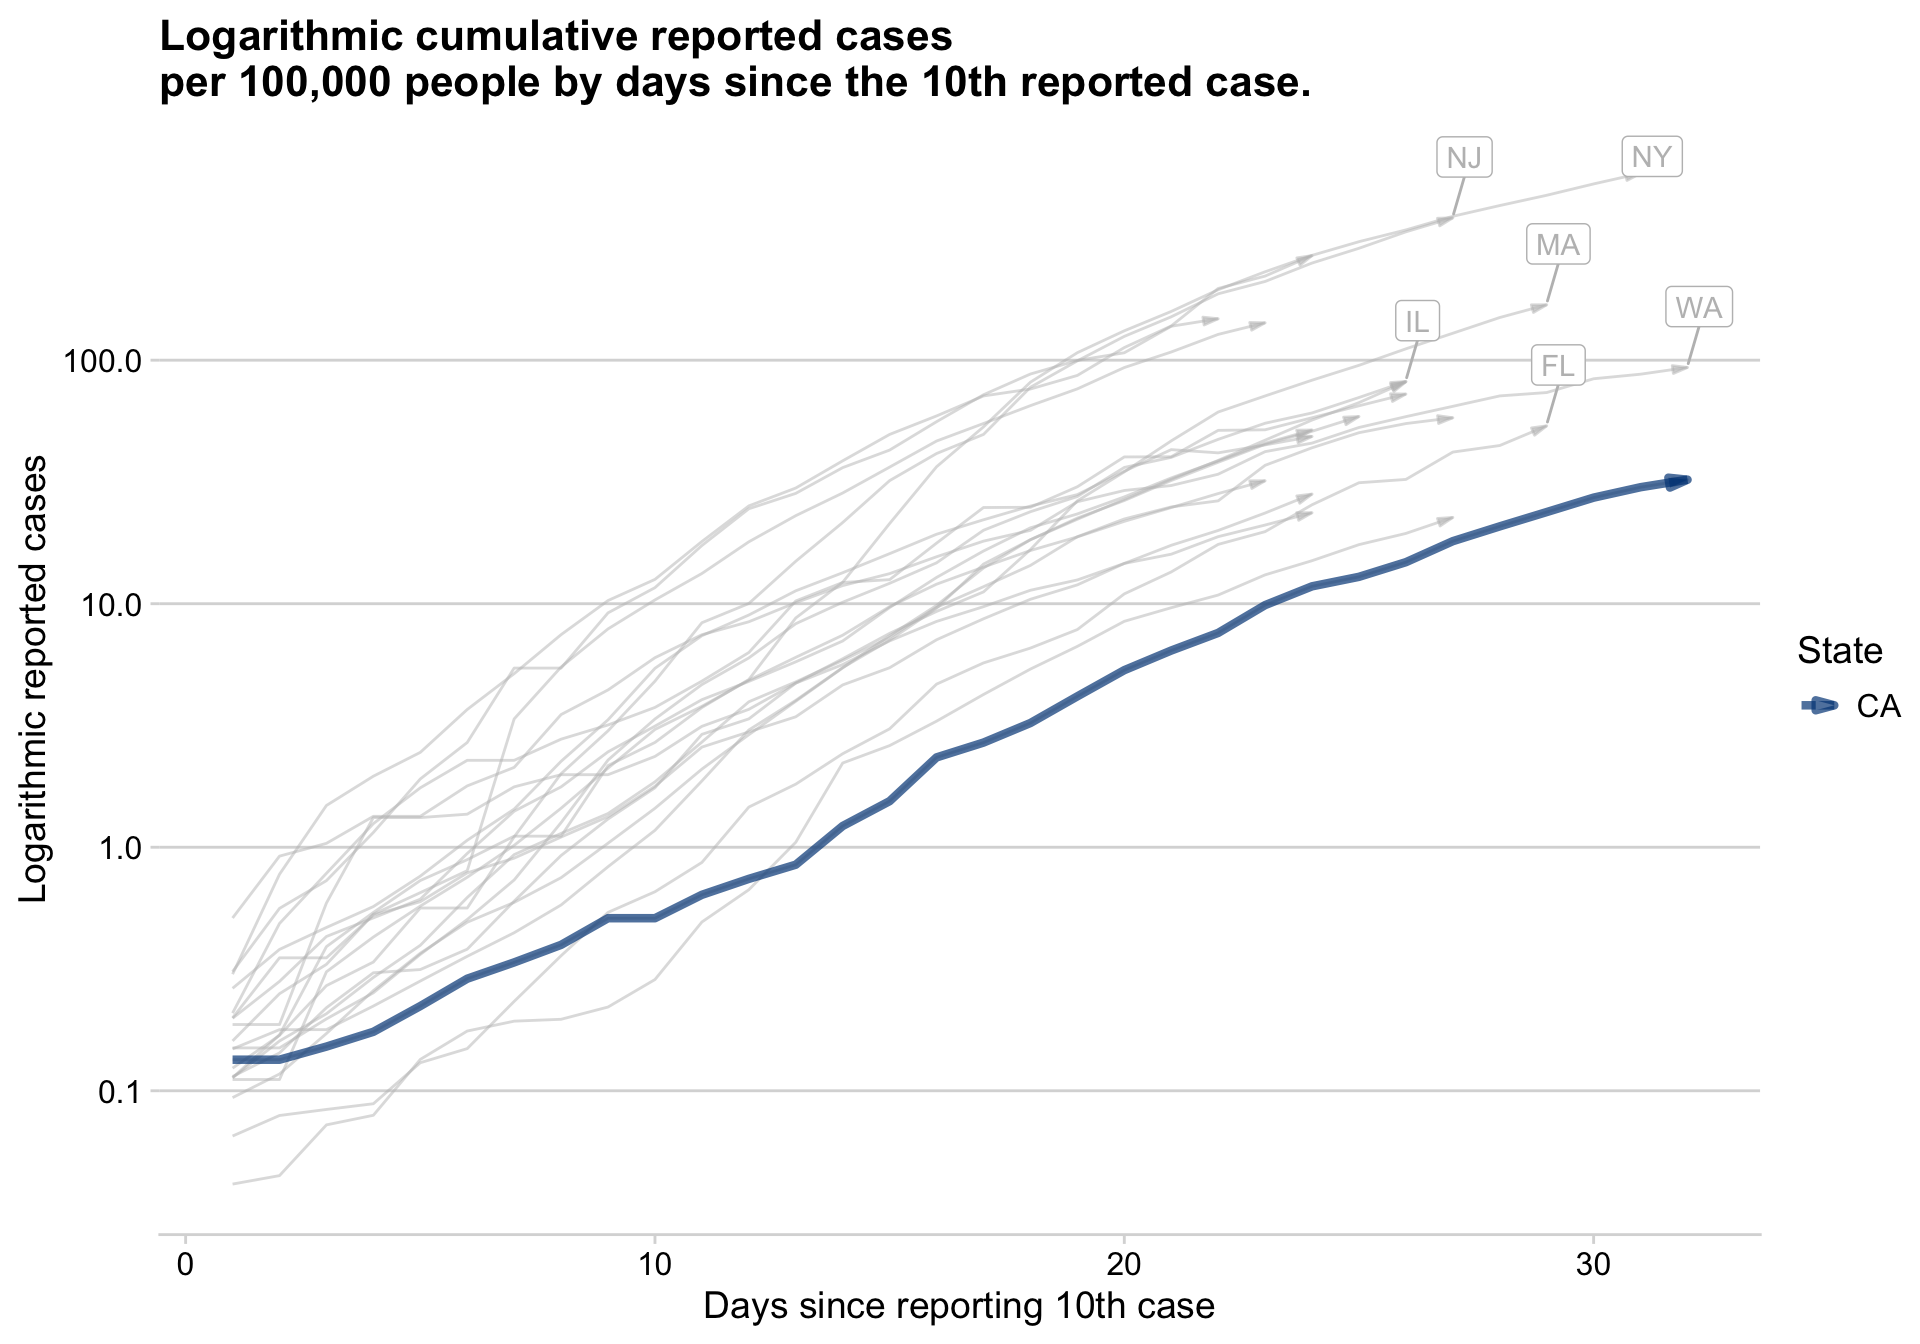 Logarithmic cumulative reported cases
per 100,000 people by days since the 10th reported case.
NJ
NY
MA
WA
IL
FL
100.0
10.0
1.0
0.1
Logarithmic reported cases
State
CA
0
10
20
30
Days since reporting 10th case